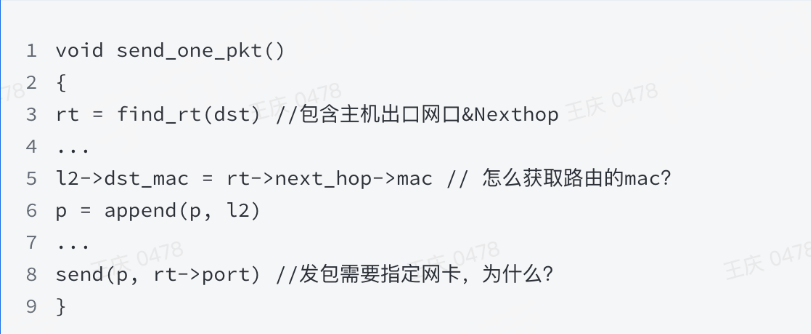 1 void send_one_pkt()
2 {
3 rt = find_rt(dst) //包含主机出口网口&Nexthop
4 ...
5 l2->dst_mac = rt->next_hop->mac // 怎么获取路由的mac?
6 p = append(p, l2)
7 ...
8 send(p, rt->port) //发包需要指定网卡，为什么?
9 }
王庆 0478
王庆 0478
王庆 0478
王庆 0478
王庆 0478